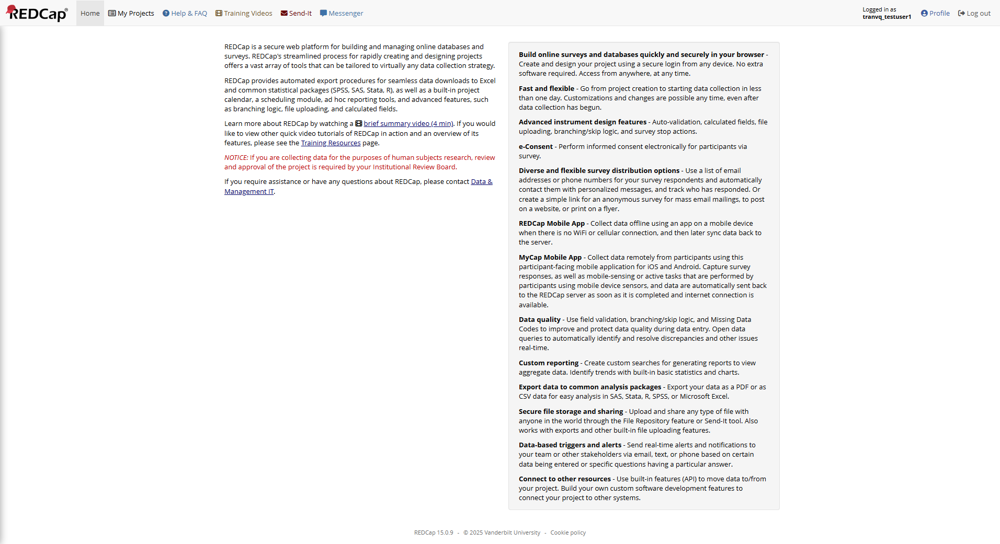 REDCap®
Home
My Projects
Help & FAQ
Training Videos
Send-It
Messenger
Logged in as
tranvq_testuser1
Profile
Log out
REDCap is a secure web platform for building and managing online databases and
surveys. REDCap's streamlined process for rapidly creating and designing projects
offers a vast array of tools that can be tailored to virtually any data collection strategy.
REDCap provides automated export procedures for seamless data downloads to Excel
and common statistical packages (SPSS, SAS, Stata, R), as well as a built-in project
calendar, a scheduling module, ad hoc reporting tools, and advanced features, such
as branching logic, file uploading, and calculated fields.
Learn more about REDCap by watching a brief summary video (4 min). If you would
like to view other quick video tutorials of REDCap in action and an overview of its
features, please see the Training Resources page.
NOTICE: If you are collecting data for the purposes of human subjects research, review
and approval of the project is required by your Institutional Review Board.
If you require assistance or have any questions about REDCap, please contact Data &
Management IT.
Build online surveys and databases quickly and securely in your browser -
Create and design your project using a secure login from any device. No extra
software required. Access from anywhere, at any time.
Fast and flexible - Go from project creation to starting data collection in less
than one day. Customizations and changes are possible any time, even after
data collection has begun.
Advanced instrument design features - Auto-validation, calculated fields, file
uploading, branching/skip logic, and survey stop actions.
e-Consent - Perform informed consent electronically for participants via
survey.
Diverse and flexible survey distribution options - Use a list of email
addresses or phone numbers for your survey respondents and automatically
contact them with personalized messages, and track who has responded. Or
create a simple link for an anonymous survey for mass email mailings, to post
on a website, or print on a flyer.
REDCap Mobile App - Collect data offline using an app on a mobile device
when there is no WiFi or cellular connection, and then later sync data back to
the server.
MyCap Mobile App - Collect data remotely from participants using this
participant-facing mobile application for iOS and Android. Capture survey
responses, as well as mobile-sensing or active tasks that are performed by
participants using mobile device sensors, and data are automatically sent back
to the REDCap server as soon as it is completed and internet connection is
available.
Data quality - Use field validation, branching/skip logic, and Missing Data
Codes to improve and protect data quality during data entry. Open data
queries to automatically identify and resolve discrepancies and other issues
real-time.
Custom reporting - Create custom searches for generating reports to view
aggregate data. Identify trends with built-in basic statistics and charts.
Export data to common analysis packages - Export your data as a PDF or as
CSV data for easy analysis in SAS, Stata, R, SPSS, or Microsoft Excel.
Secure file storage and sharing - Upload and share any type of file with
anyone in the world through the File Repository feature or Send-It tool. Also
works with exports and other built-in file uploading features.
Data-based triggers and alerts - Send real-time alerts and notifications to
your team or other stakeholders via email, text, or phone based on certain
data being entered or specific questions having a particular answer.
Connect to other resources - Use built-in features (API) to move data to/from
your project. Build your own custom software development features to
connect your project to other systems.
REDCap 15.0.9 - © 2025 Vanderbilt University - Cookie policy